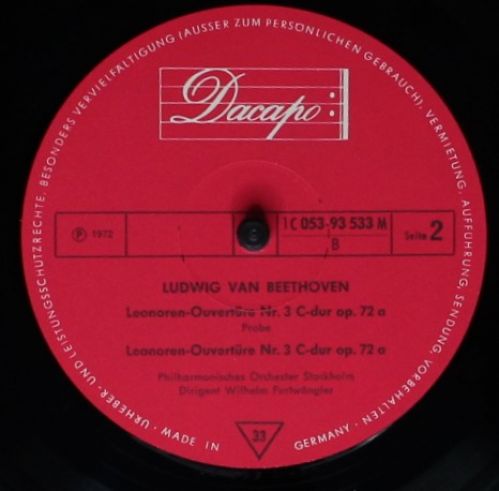 URHEBER- UND LEISTUNGSSCHUTZRECHTE, BESONDERS VERVIELFÄLTIGUNG (AUSSER ZUM PERSÖNLICHEN GEBRAUCH), VERMIETUNG, AUFFÜHRUNG, SENDUNG, VORBEHALTEN · MADE IN GERMANY ·
Dacapo
℗ 1972
1 C 053-93 533 M
B
Seite 2
LUDWIG VAN BEETHOVEN
Leonoren-Ouvertüre Nr. 3 C-dur op. 72 a
Probe
Leonoren-Ouvertüre Nr. 3 C-dur op. 72 a
Philharmonisches Orchester Stockholm
Dirigent Wilhelm Furtwängler
33